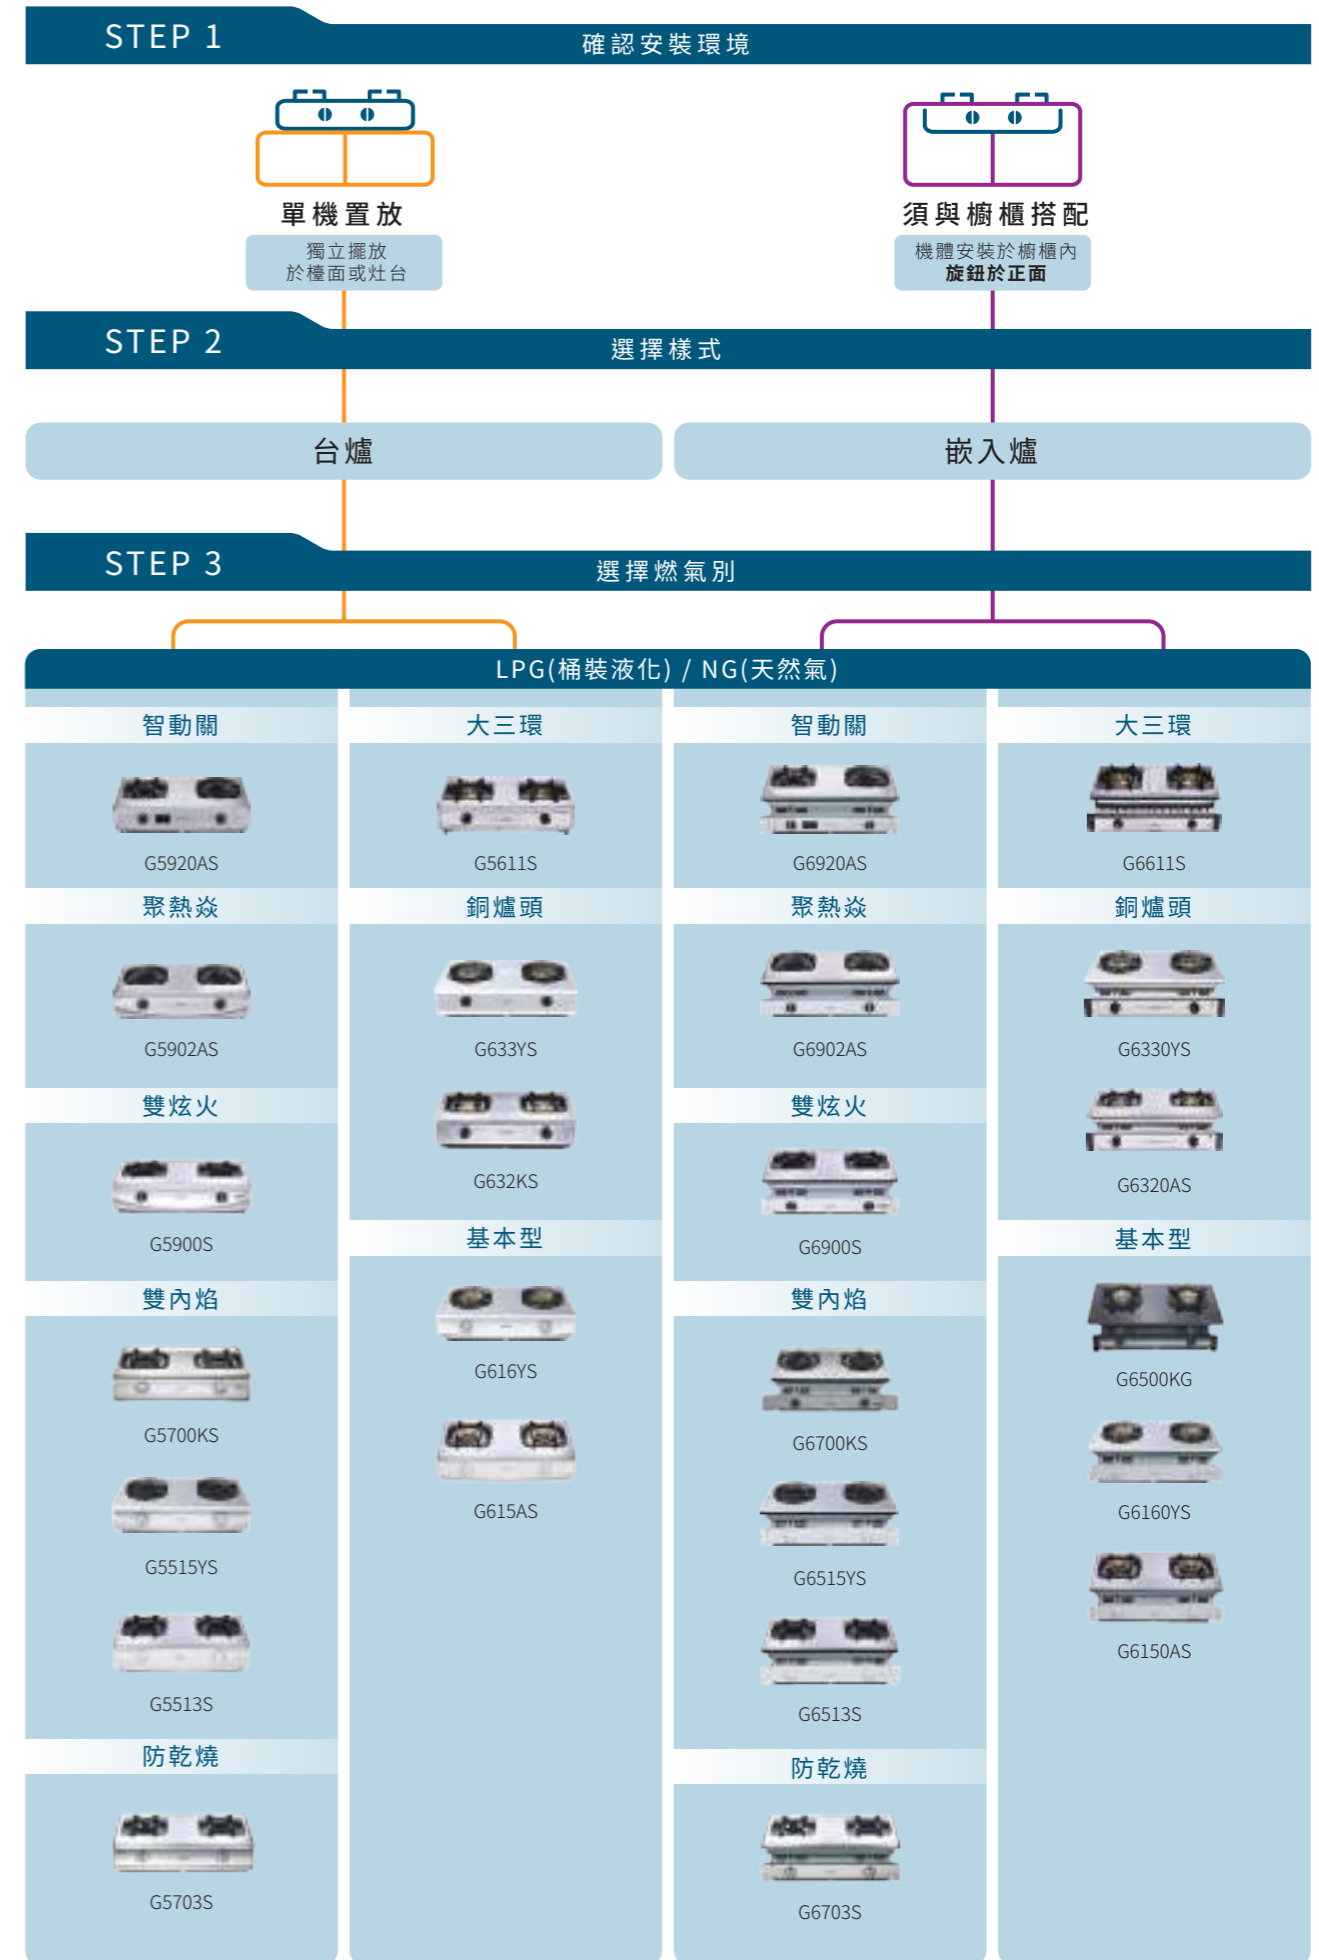 STEP 1
確認安裝環境
單機置放
獨立擺放
於檯面或灶台
須與櫥櫃搭配
機體安裝於櫥櫃內
旋鈕於正面
STEP 2
選擇樣式
台爐
嵌入爐
STEP 3
選擇燃氣別
LPG(桶裝液化) / NG(天然氣)
智動關
G5920AS
聚熱焱
G5902AS
雙炫火
G5900S
雙內焰
G5700KS
G5515YS
G5513S
防乾燒
G5703S
大三環
G5611S
銅爐頭
G633YS
G632KS
基本型
G616YS
G615AS
智動關
G6920AS
聚熱焱
G6902AS
雙炫火
G6900S
雙內焰
G6700KS
G6515YS
G6513S
防乾燒
G6703S
大三環
G6611S
銅爐頭
G6330YS
G6320AS
基本型
G6500KG
G6160YS
G6150AS